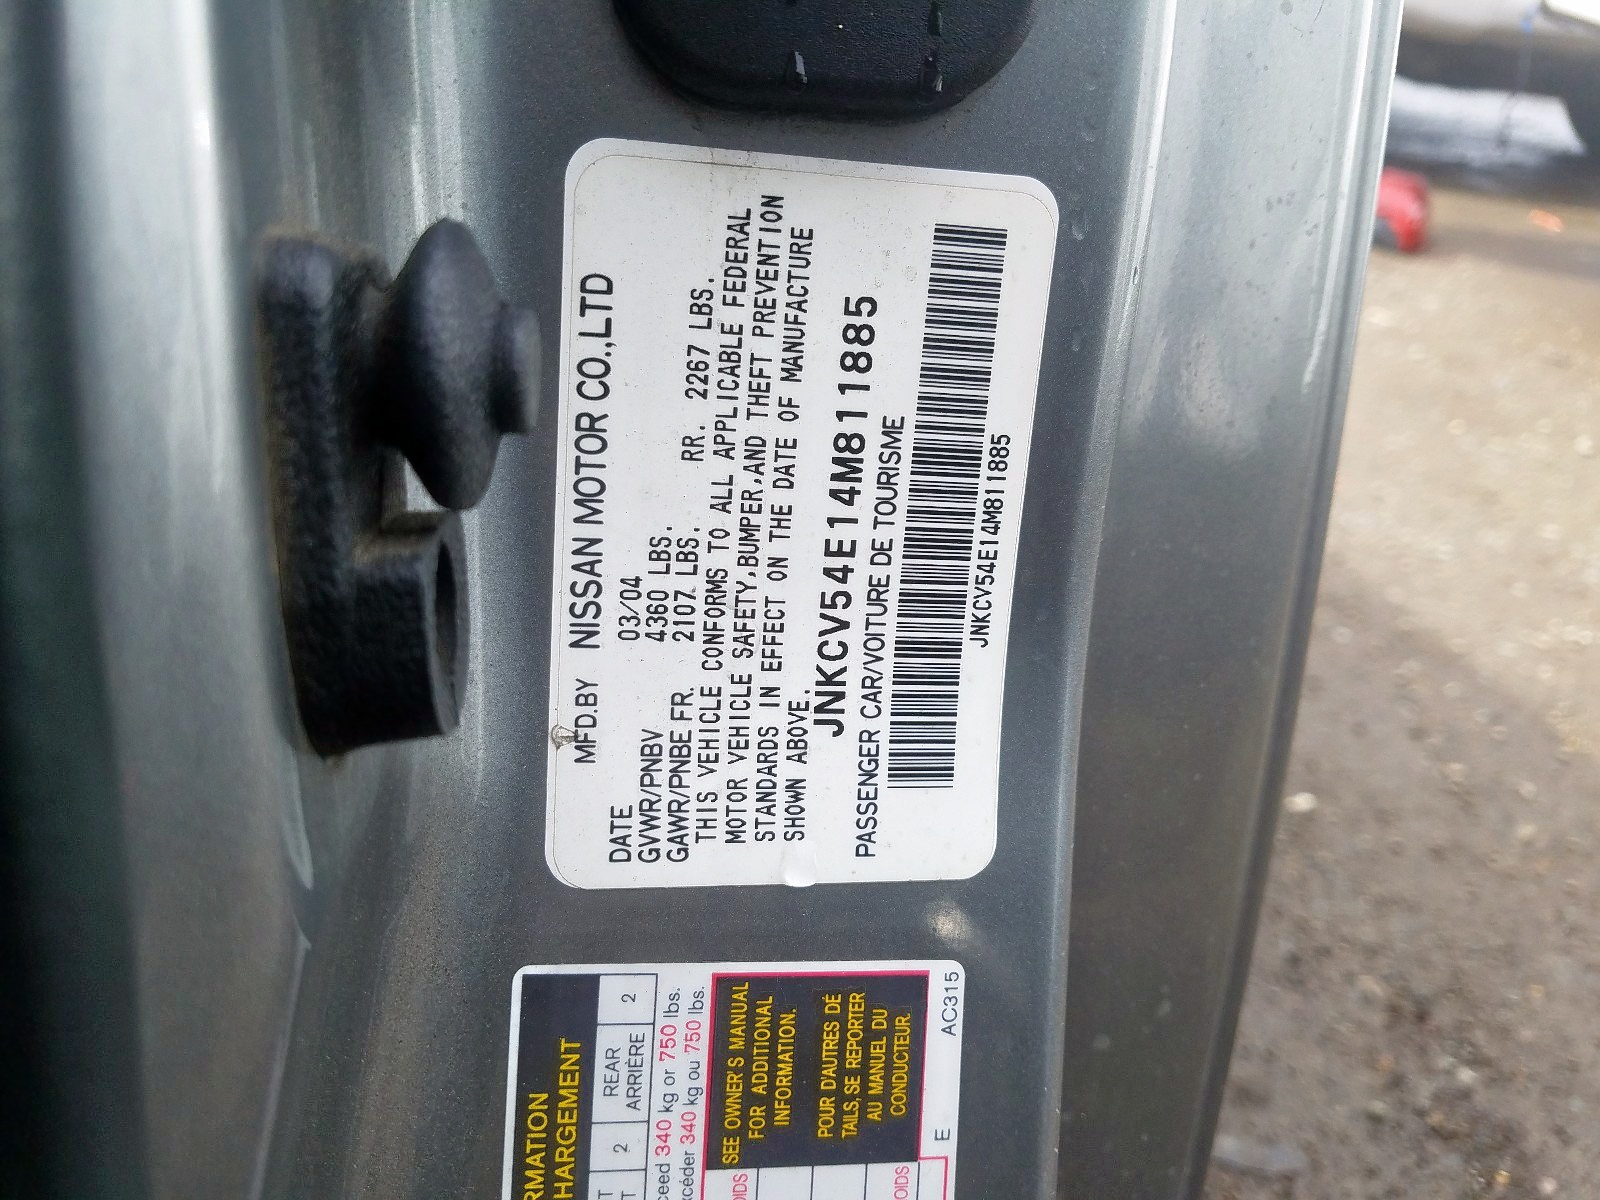 MFD.BY NISSAN MOTOR CO.,LTD
DATE 03/04
GVWR/PNBV 4360 LBS.
GAWR/PNBE FR. 2107 LBS. RR. 2267 LBS.
THIS VEHICLE CONFORMS TO ALL APPLICABLE FEDERAL
MOTOR VEHICLE SAFETY,BUMPER,AND THEFT PREVENTION
STANDARDS IN EFFECT ON THE DATE OF MANUFACTURE
SHOWN ABOVE.
JNKCV54E14M811885
PASSENGER CAR/VOITURE DE TOURISME
JNKCV54E14M811885
2 REAR 2
ARRIÈRE
340 kg or 750 lbs.
340 kg ou 750 lbs.
SEE OWNER'S MANUAL
FOR ADDITIONAL
INFORMATION.
POUR D'AUTRES DÉ
TAILS, SE REPORTER
AU MANUEL DU
CONDUCTEUR.
E AC315